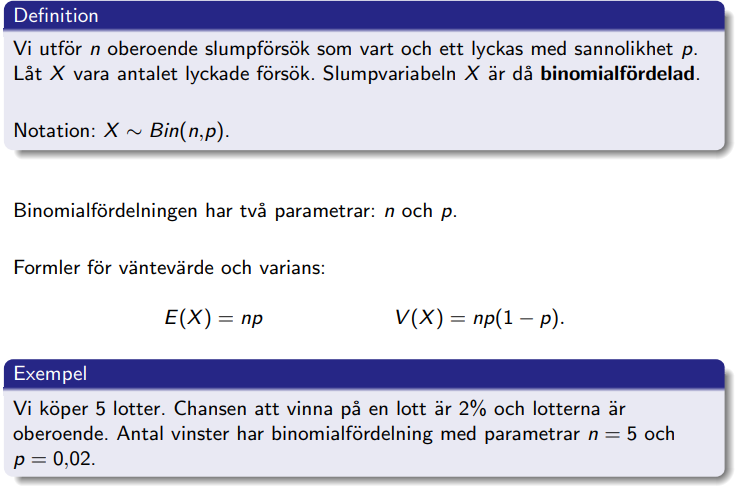 Definition
Vi utför n oberoende slumpförsök som vart och ett lyckas med sannolikhet p.
Låt X vara antalet lyckade försök. Slumpvariabeln X är då binomialfördelad.
Notation: X ∼ Bin(n,p).
Binomialfördelningen har två parametrar: n och p.
Formler för väntevärde och varians:
E(X) = np V(X) = np(1 − p).
Exempel
Vi köper 5 lotter. Chansen att vinna på en lott är 2% och lotterna är
oberoende. Antal vinster har binomialfördelning med parametrar n = 5 och
p = 0,02.